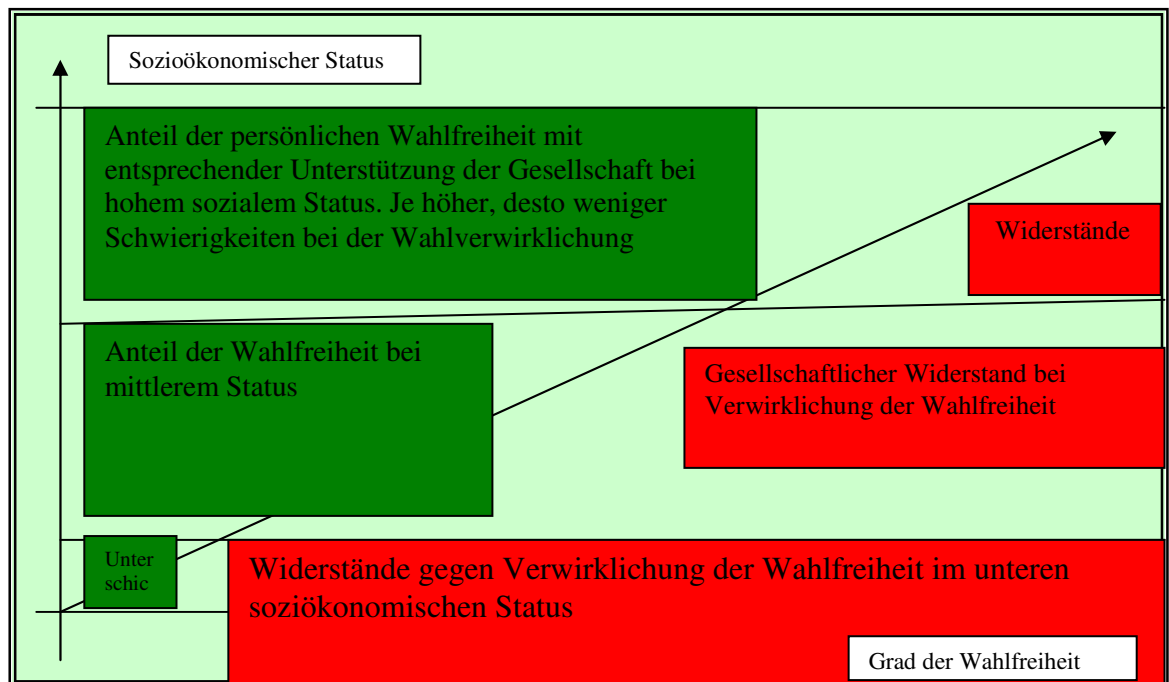 Sozioökonomischer Status
Anteil der persönlichen Wahlfreiheit mit
entsprechender Unterstützung der Gesellschaft bei
hohem sozialem Status. Je höher, desto weniger
Schwierigkeiten bei der Wahlverwirklichung
Widerstände
Anteil der Wahlfreiheit bei
mittlerem Status
Gesellschaftlicher Widerstand bei
Verwirklichung der Wahlfreiheit
Unter
schic
Widerstände gegen Verwirklichung der Wahlfreiheit im unteren
soziökonomischen Status
Grad der Wahlfreiheit